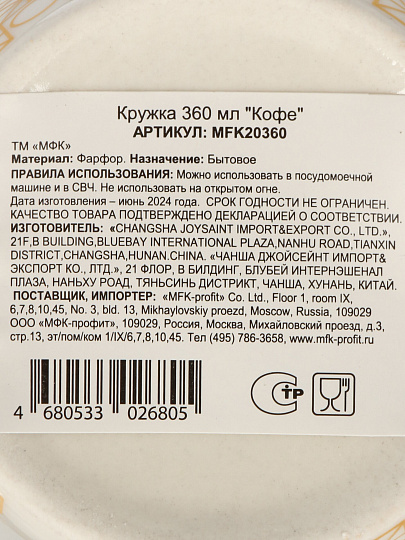 Кружка 360 мл "Кофе"
АРТИКУЛ: MFK20360
ТМ «МФК»
Материал: Фарфор. Назначение: Бытовое
ПРАВИЛА ИСПОЛЬЗОВАНИЯ: Можно использовать в посудомоечной
машине и в СВЧ. Не использовать на открытом огне.
Дата изготовления – июнь 2024 года. СРОК ГОДНОСТИ НЕ ОГРАНИЧЕН.
КАЧЕСТВО ТОВАРА ПОДТВЕРЖДЕНО ДЕКЛАРАЦИЕЙ О СООТВЕТСТВИИ.
ИЗГОТОВИТЕЛЬ: «CHANGSHA JOYSAINT IMPORT&EXPORT CO., LTD.»,
21F,B BUILDING,BLUEBAY INTERNATIONAL PLAZA,NANHU ROAD,TIANXIN
DISTRICT,CHANGSHA,HUNAN.CHINA. «ЧАНША ДЖОЙСЕЙНТ ИМПОРТ&
ЭКСПОРТ КО., ЛТД.», 21 ФЛОР, В БИЛДИНГ, БЛУБЕЙ ИНТЕРНЭШЕНАЛ
ПЛАЗА, НАНЬХУ РОАД, ТЯНЬСИНЬ ДИСТРИКТ, ЧАНША, ХУНАНЬ, КИТАЙ.
ПОСТАВЩИК, ИМПОРТЕР: «MFK-profit» Co. Ltd., Floor 1, room IX,
6,7,8,10,45, No. 3, bld. 13, Mikhaylovskiy proezd, Moscow, Russia, 109029
ООО «МФК-профит», 109029, Россия, Москва, Михайловский проезд, д.3,
стр.13, эт/пом/ком 1/IX/6,7,8,10,45. Тел (495) 786-3658, www.mfk-profit.ru
4 680533 026805
СТР